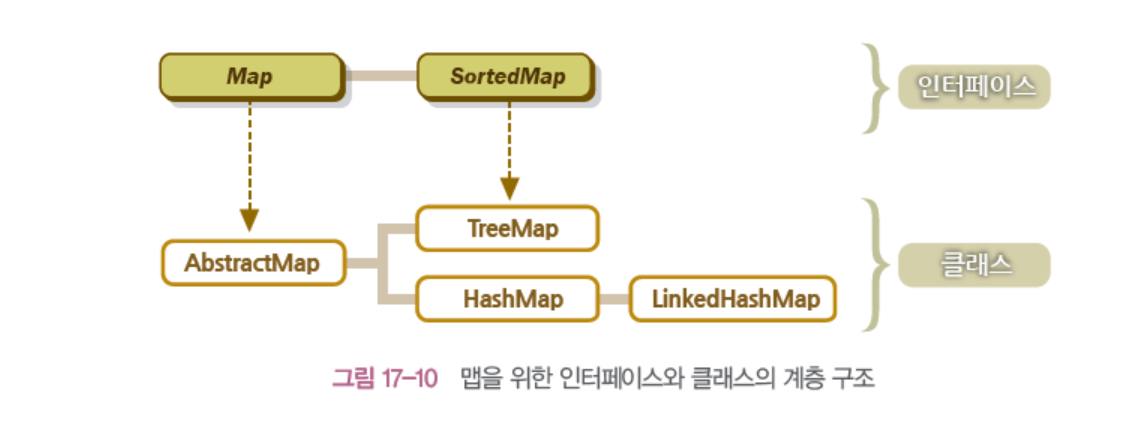 Map
SortedMap
인터페이스
TreeMap
AbstractMap
클래스
HashMap
LinkedHashMap
그림 17-10 맵을 위한 인터페이스와 클래스의 계층 구조